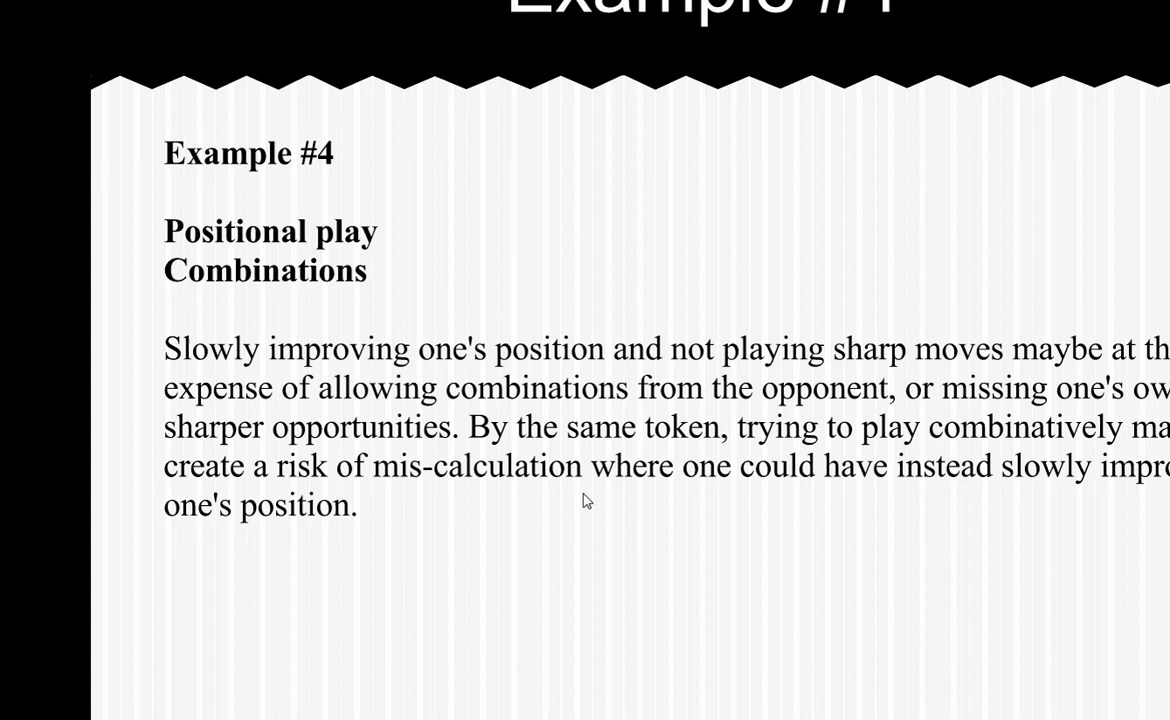 Example #4
Example #4
Positional play
Combinations
Slowly improving one's position and not playing sharp moves maybe at th
expense of allowing combinations from the opponent, or missing one's ow
sharper opportunities. By the same token, trying to play combinatively ma
create a risk of mis-calculation where one could have instead slowly impro
one's position.